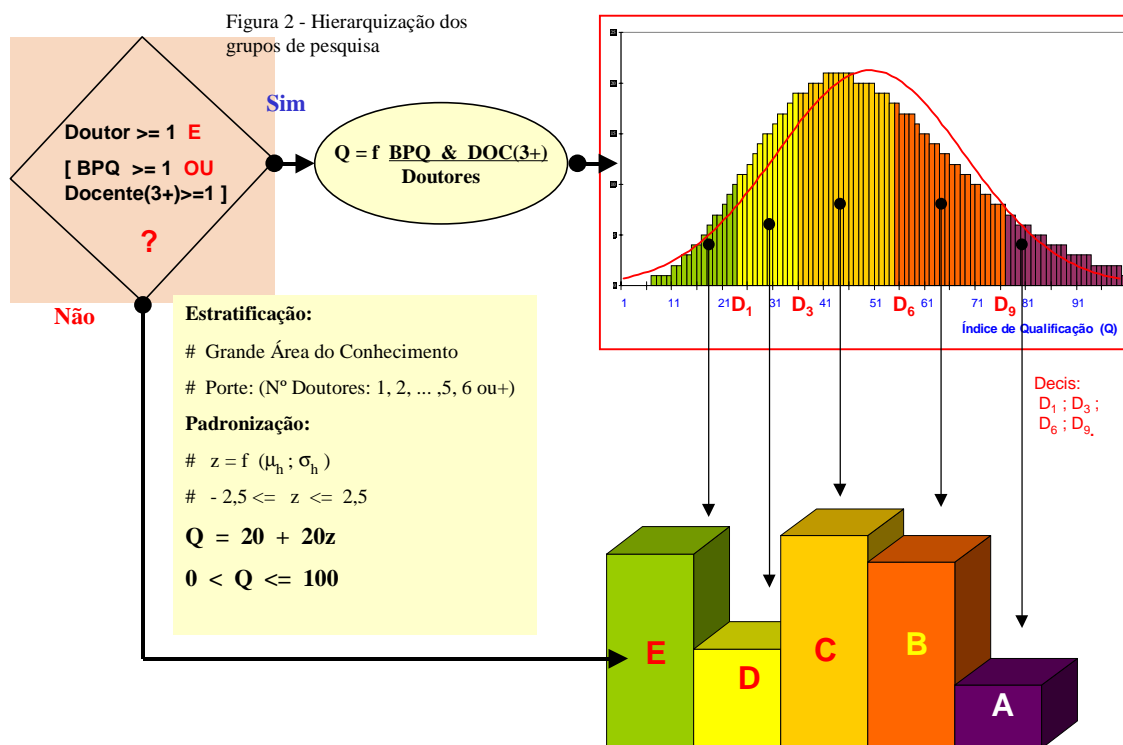 Figura 2 - Hierarquização dos
grupos de pesquisa
Doutor >= 1 E
[ BPQ >= 1 OU
Docente(3+)>=1 ]
?
Sim
Não
Q = f BPQ & DOC(3+)
Doutores
1 11 21 31 41 51 61 71 81 91
D1 D3 D6 D9
Índice de Qualificação (Q)
Estratificação:
# Grande Área do Conhecimento
# Porte: (Nº Doutores: 1, 2, ... ,5, 6 ou+)
Padronização:
# z = f (μh ; σh )
# - 2,5 <= z <= 2,5
Q = 20 + 20z
0 < Q <= 100
Decis:
D1 ; D3 ;
D6 ; D9.
E
D
C
B
A